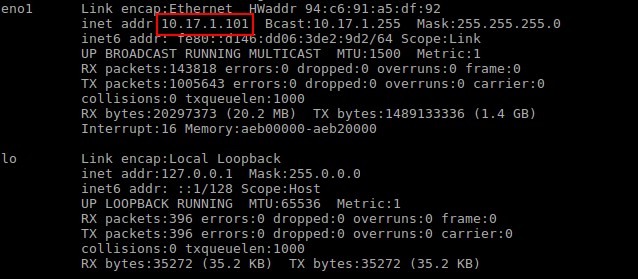 eno1 Link encap:Ethernet HWaddr 94:c6:91:a5:df:92
inet addr:10.17.1.101 Bcast:10.17.1.255 Mask:255.255.255.0
inet6 addr: fe80::d146:dd06:3de2:9d2/64 Scope:Link
UP BROADCAST RUNNING MULTICAST MTU:1500 Metric:1
RX packets:143818 errors:0 dropped:0 overruns:0 frame:0
TX packets:1005643 errors:0 dropped:0 overruns:0 carrier:0
collisions:0 txqueuelen:1000
RX bytes:20297373 (20.2 MB) TX bytes:1489133336 (1.4 GB)
Interrupt:16 Memory:aeb00000-aeb20000
lo Link encap:Local Loopback
inet addr:127.0.0.1 Mask:255.0.0.0
inet6 addr: ::1/128 Scope:Host
UP LOOPBACK RUNNING MTU:65536 Metric:1
RX packets:396 errors:0 dropped:0 overruns:0 frame:0
TX packets:396 errors:0 dropped:0 overruns:0 carrier:0
collisions:0 txqueuelen:1000
RX bytes:35272 (35.2 KB) TX bytes:35272 (35.2 KB)